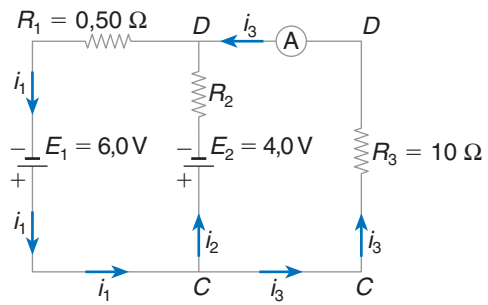 R1 = 0,50 Ω
D
i3
A
D
i1
R2
− E1 = 6,0 V
+
− E2 = 4,0 V
+
R3 = 10 Ω
i1
i2
i3
i1
C
i3
C